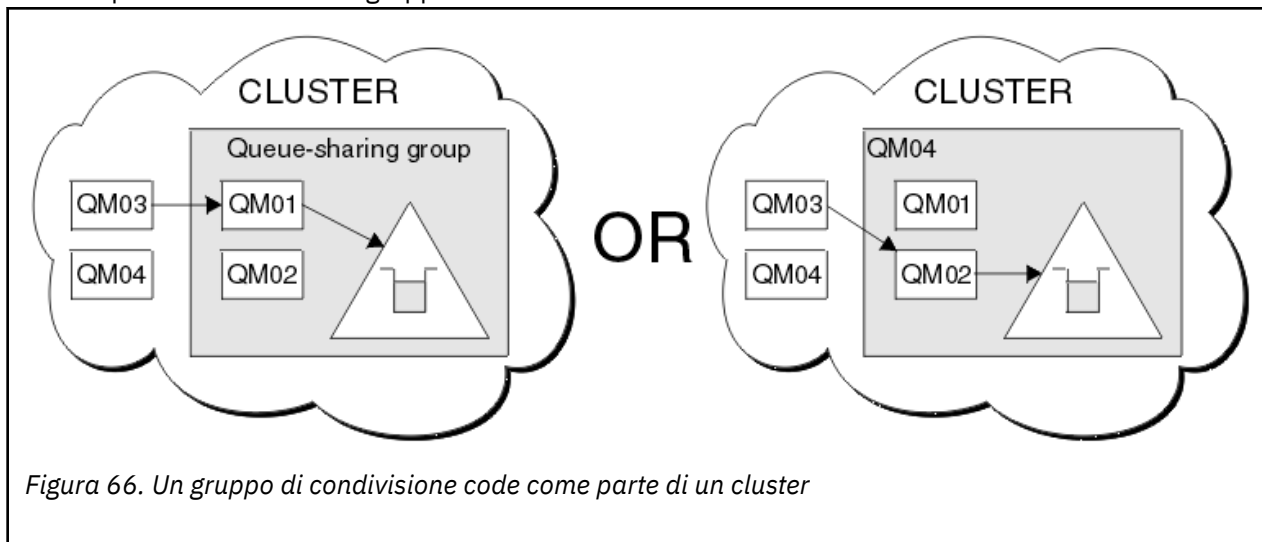 CLUSTER
Queue-sharing group
QM03
QM01
QM04
QM02
OR
CLUSTER
QM04
QM03
QM01
QM04
QM02
Figura 66. Un gruppo di condivisione code come parte di un cluster